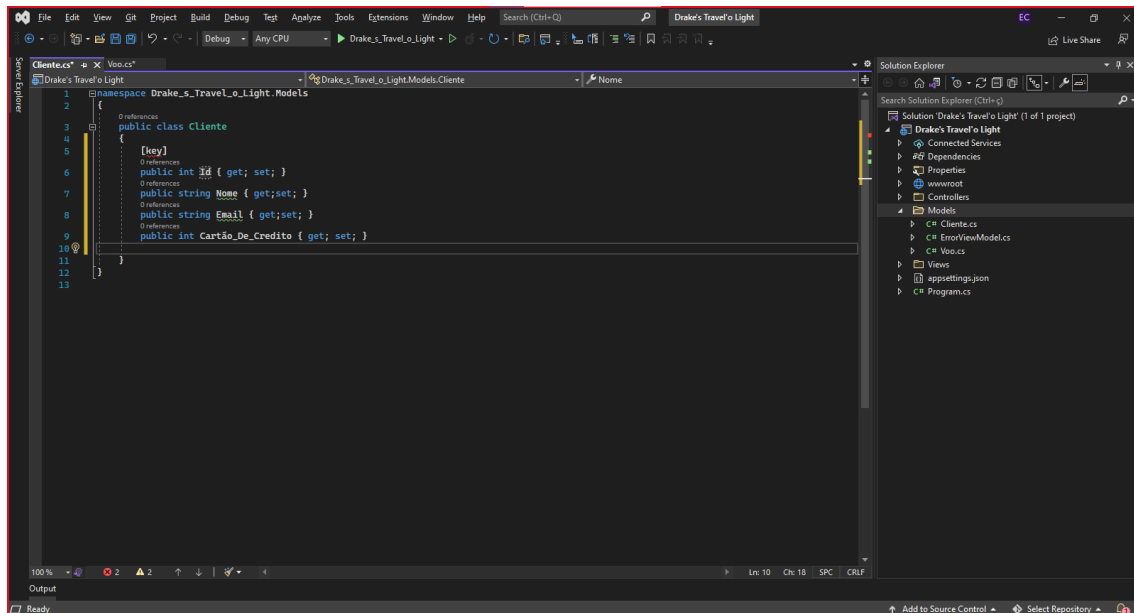 File Edit View Git Project Build Debug Test Analyze Tools Extensions Window Help Search (Ctrl+Q) Drake's Travel'o Light EC
Debug Any CPU Drake_s_Travel_o_Light Live Share
Server Explorer
Cliente.cs* Voo.cs*
Drake's Travel'o Light Drake_s_Travel_o_Light.Models.Cliente Nome
1 namespace Drake_s_Travel_o_Light.Models
2 {
0 references
3 public class Cliente
4 {
5 [key]
0 references
6 public int Id { get; set; }
0 references
7 public string Nome { get;set; }
0 references
8 public string Email { get;set; }
0 references
9 public int Cartão_De_Credito { get; set; }
10
11 }
12 }
13
100 % 2 2 Ln: 10 Ch: 18 SPC CRLF
Output
Ready Add to Source Control Select Repository
Solution Explorer
Search Solution Explorer (Ctrl+ç)
Solution 'Drake's Travel'o Light' (1 of 1 project)
Drake's Travel'o Light
Connected Services
Dependencies
Properties
wwwroot
Controllers
Models
C# Cliente.cs
C# ErrorViewModel.cs
C# Voo.cs
Views
appsettings.json
C# Program.cs